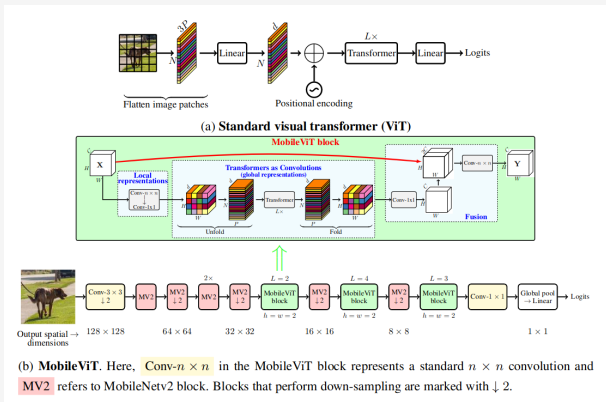 3P
d
L×
N
Linear
N
Transformer
Linear
Logits
Flatten image patches
Positional encoding
(a) Standard visual transformer (ViT)
MobileViT block
X
H
W
Local
representations
Conv-n × n
Conv-1x1
Transformers as Convolutions
(global representations)
H
W
N
P
Transformer
L×
N
P
H
W
Unfold
Fold
Conv-1x1
H
W
Conv-n × n
Fusion
Y
H
W
2×
L = 2
L = 4
L = 3
Conv-3 × 3
↓ 2
MV2
MV2
↓ 2
MV2
MV2
↓ 2
MobileViT
block
MV2
↓ 2
MobileViT
block
MV2
↓ 2
MobileViT
block
Conv-1 × 1
Global pool
→ Linear
Logits
h = w = 2
h = w = 2
h = w = 2
Output spatial →
dimensions
128 × 128
64 × 64
32 × 32
16 × 16
8 × 8
1 × 1
(b) MobileViT. Here, Conv-n × n in the MobileViT block represents a standard n × n convolution and
MV2 refers to MobileNetv2 block. Blocks that perform down-sampling are marked with ↓ 2.